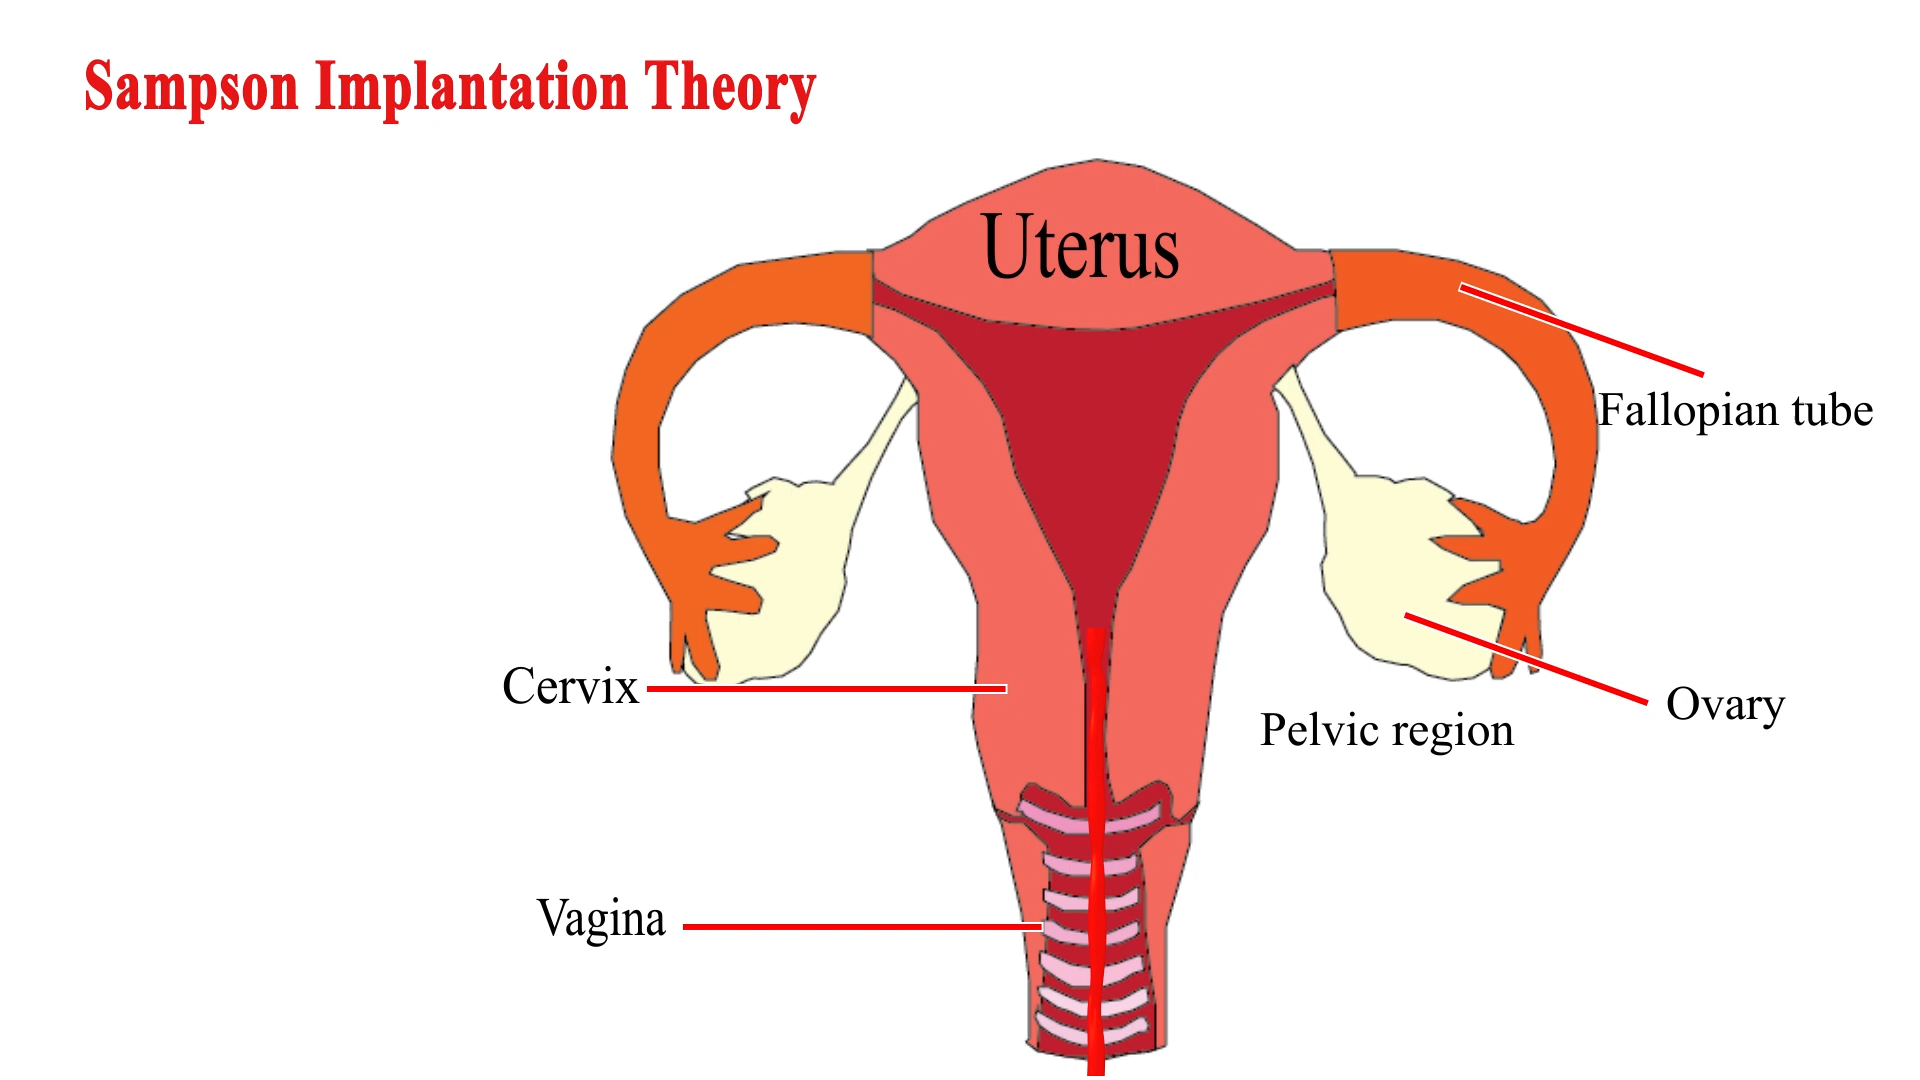 Sampson Implantation Theory
Uterus
Fallopian tube
Cervix
Ovary
Pelvic region
Vagina